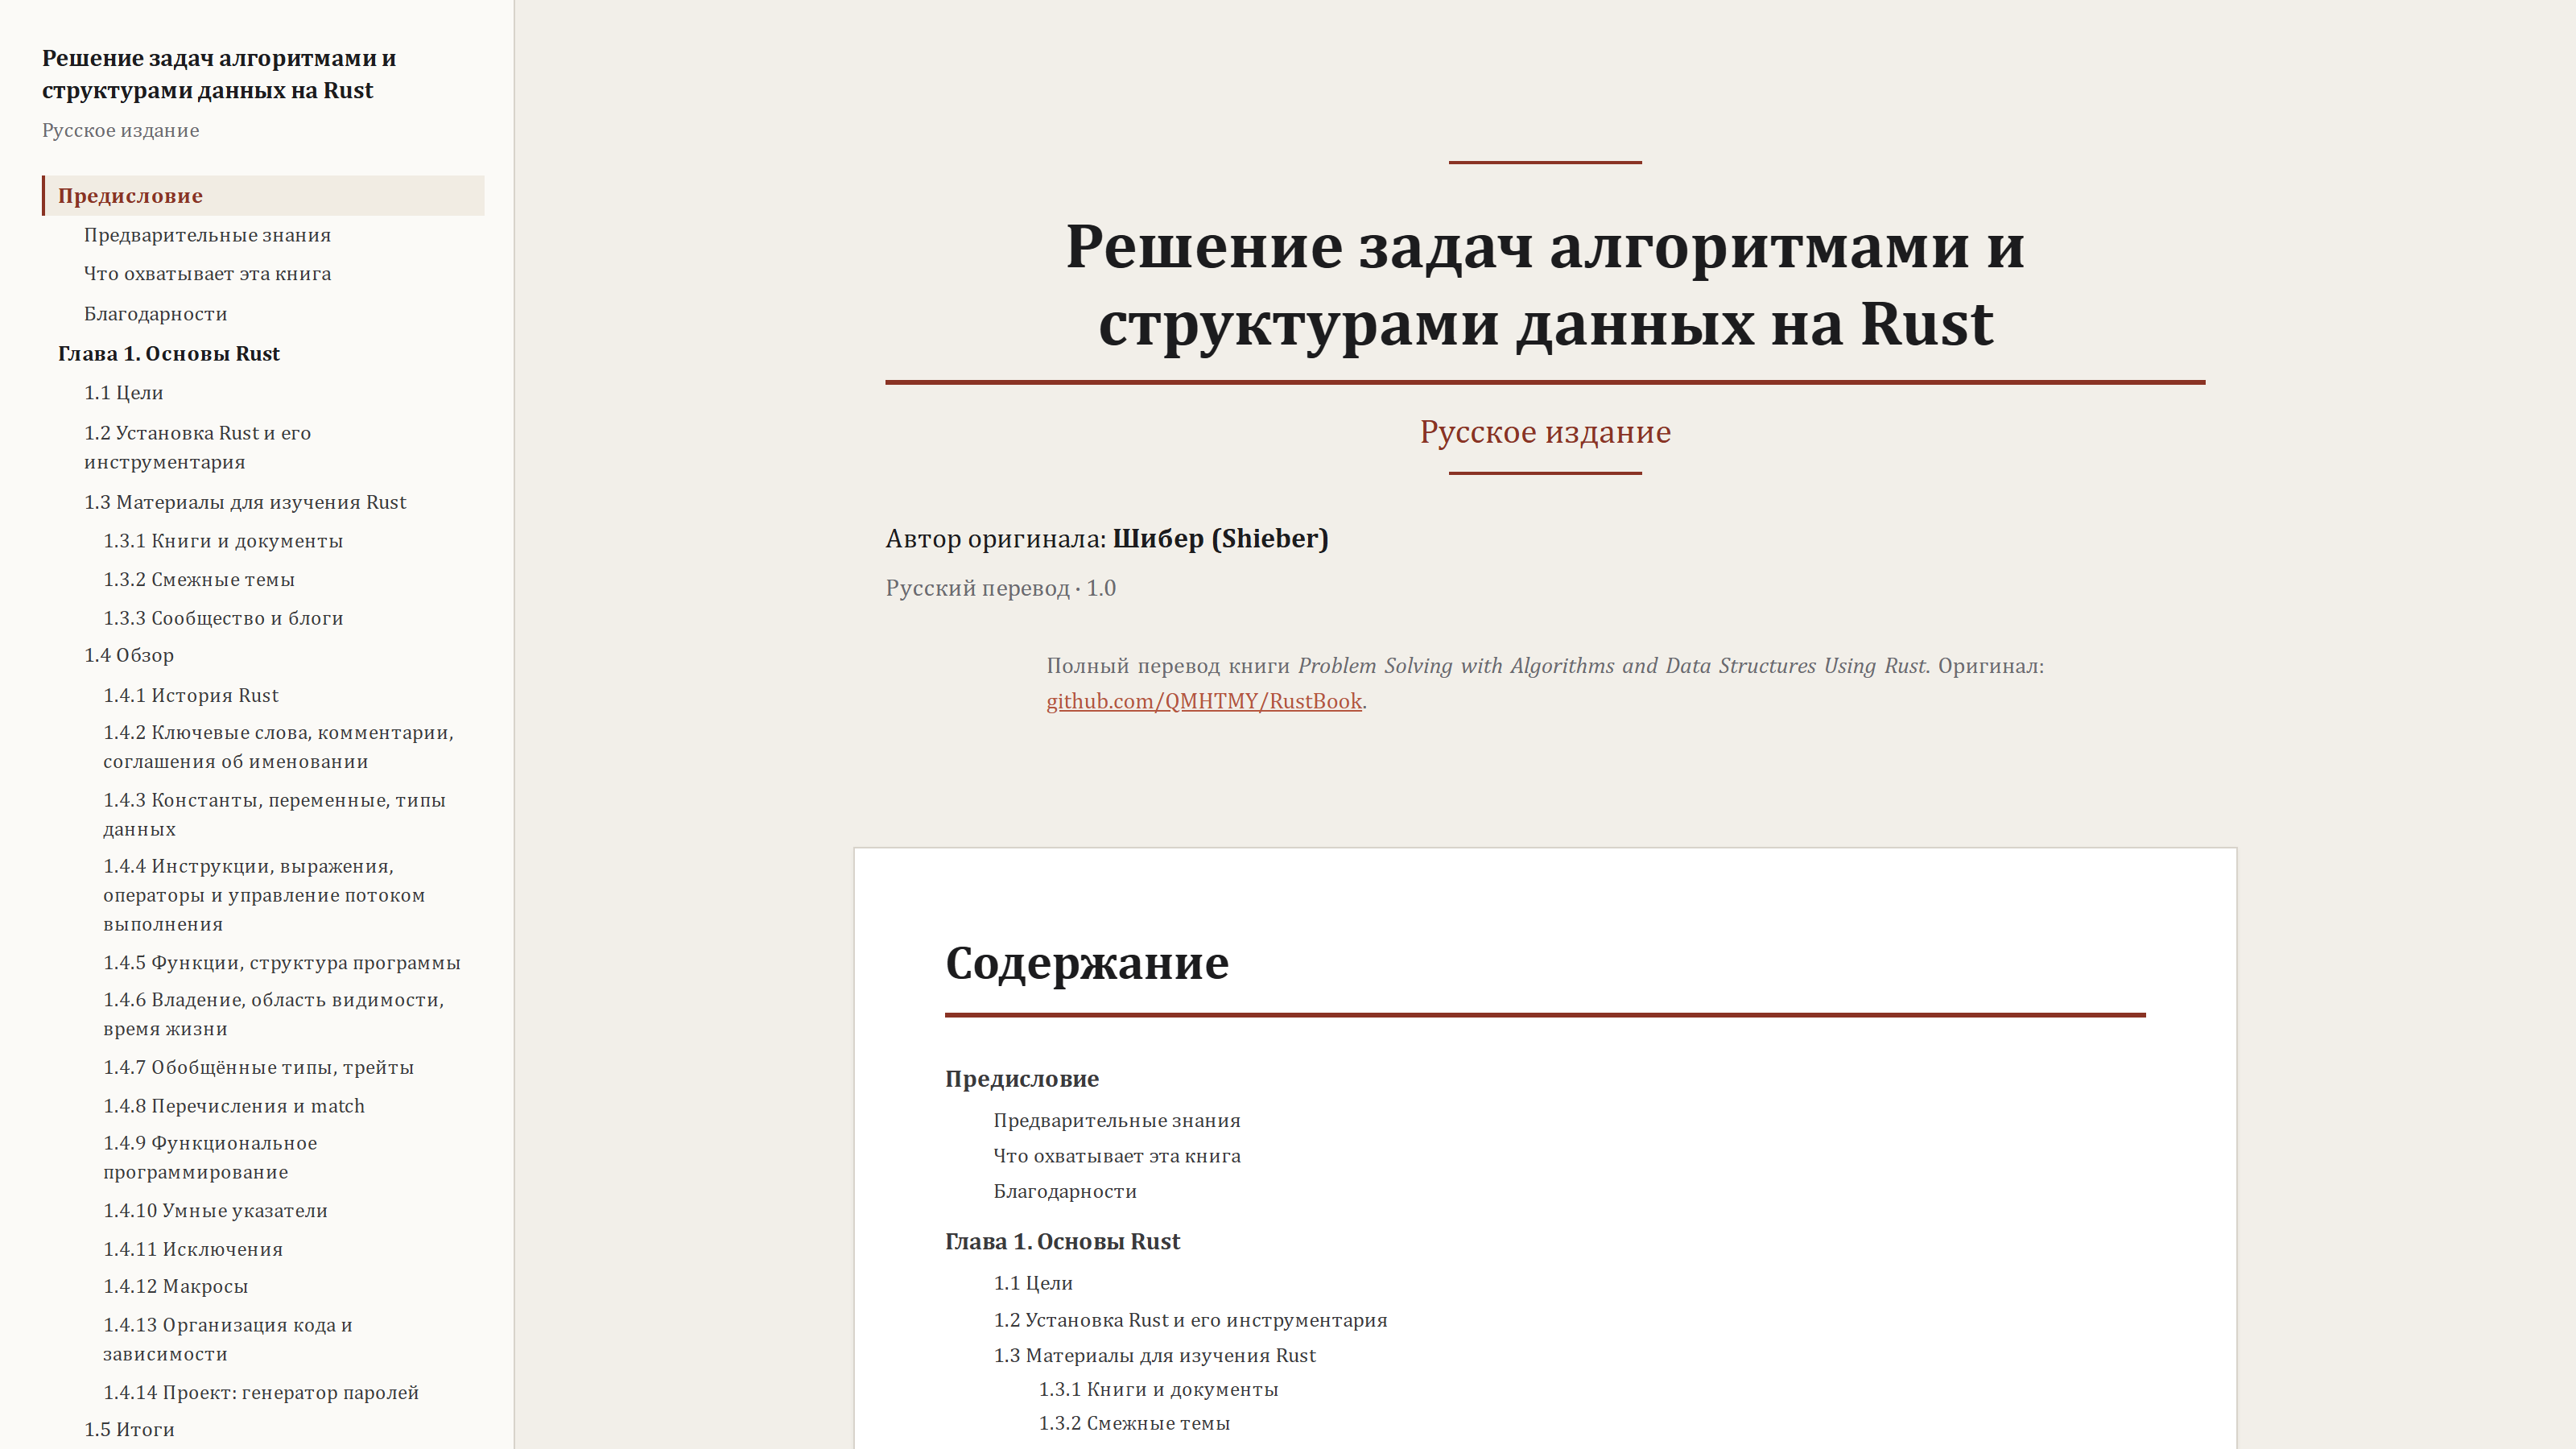 Решение задач алгоритмами и
структурами данных на Rust
Русское издание
Предисловие
Предварительные знания
Что охватывает эта книга
Благодарности
Глава 1. Основы Rust
1.1 Цели
1.2 Установка Rust и его
инструментария
1.3 Материалы для изучения Rust
1.3.1 Книги и документы
1.3.2 Смежные темы
1.3.3 Сообщество и блоги
1.4 Обзор
1.4.1 История Rust
1.4.2 Ключевые слова, комментарии,
соглашения об именовании
1.4.3 Константы, переменные, типы
данных
1.4.4 Инструкции, выражения,
операторы и управление потоком
выполнения
1.4.5 Функции, структура программы
1.4.6 Владение, область видимости,
время жизни
1.4.7 Обобщённые типы, трейты
1.4.8 Перечисления и match
1.4.9 Функциональное
программирование
1.4.10 Умные указатели
1.4.11 Исключения
1.4.12 Макросы
1.4.13 Организация кода и
зависимости
1.4.14 Проект: генератор паролей
1.5 Итоги
Решение задач алгоритмами и
структурами данных на Rust
Русское издание
Автор оригинала: Шибер (Shieber)
Русский перевод · 1.0
Полный перевод книги Problem Solving with Algorithms and Data Structures Using Rust. Оригинал:
github.com/QMHTMY/RustBook.
Содержание
Предисловие
Предварительные знания
Что охватывает эта книга
Благодарности
Глава 1. Основы Rust
1.1 Цели
1.2 Установка Rust и его инструментария
1.3 Материалы для изучения Rust
1.3.1 Книги и документы
1.3.2 Смежные темы